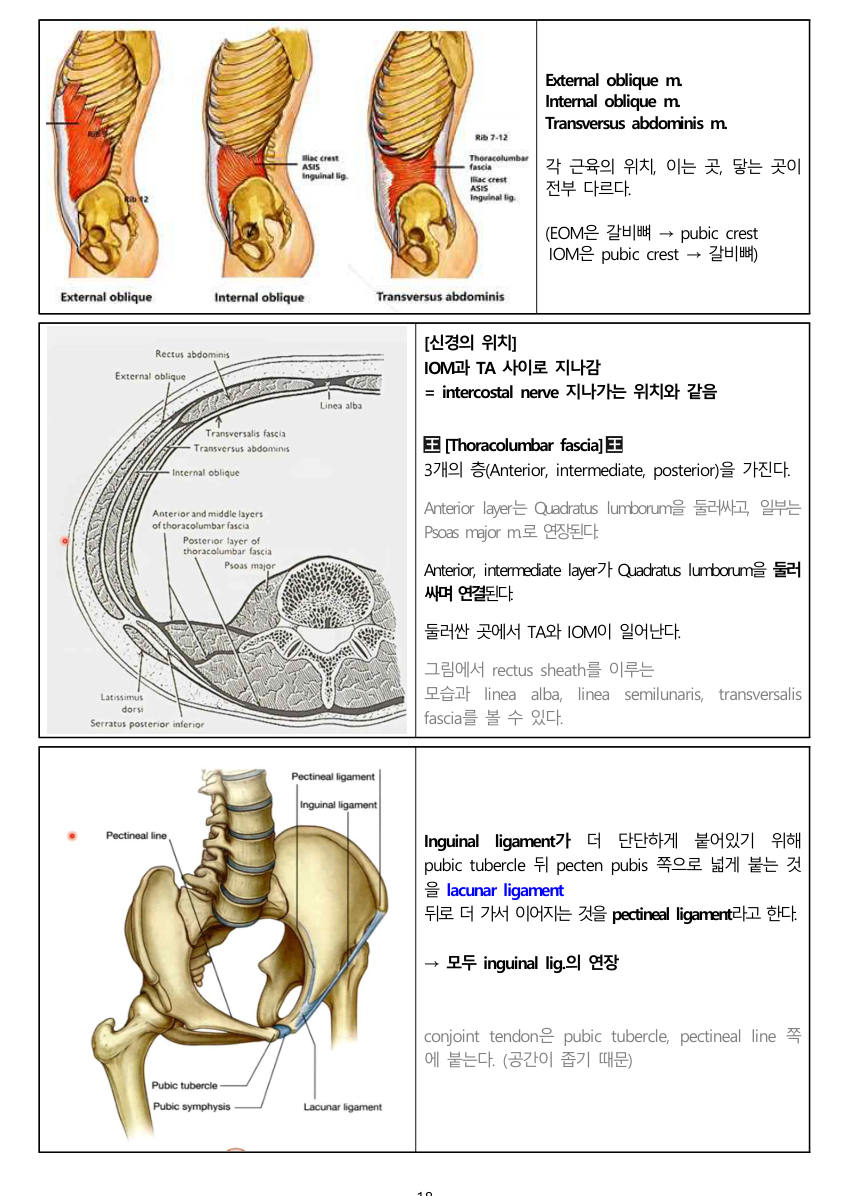 Rib 5
Rib 12
Iliac crest
ASIS
Inguinal lig.
Rib 7-12
Thoracolumbar
fascia
Iliac crest
ASIS
Inguinal lig.
External oblique
Internal oblique
Transversus abdominis
External oblique m.
Internal oblique m.
Transversus abdominis m.
각 근육의 위치, 이는 곳, 닿는 곳이
전부 다르다.
(EOM은 갈비뼈 → pubic crest
IOM은 pubic crest → 갈비뼈)
Rectus abdominis
External oblique
Linea alba
Transversalis fascia
Transversus abdominis
Internal oblique
Anterior and middle layers
of thoracolumbar fascia
Posterior layer of
thoracolumbar fascia
Psoas major
Latissimus
dorsi
Serratus posterior inferior
[신경의 위치]
IOM과 TA 사이로 지나감
= intercostal nerve 지나가는 위치와 같음
王 [Thoracolumbar fascia] 王
3개의 층(Anterior, intermediate, posterior)을 가진다.
Anterior layer는 Quadratus lumborum을 둘러싸고, 일부는
Psoas major m.로 연장된다.
Anterior, intermediate layer가 Quadratus lumborum을 둘러
싸며 연결된다.
둘러싼 곳에서 TA와 IOM이 일어난다.
그림에서 rectus sheath를 이루는
모습과 linea alba, linea semilunaris, transversalis
fascia를 볼 수 있다.
Pectineal ligament
Inguinal ligament
Pectineal line
Pubic tubercle
Pubic symphysis
Lacunar ligament
Inguinal ligament가 더 단단하게 붙어있기 위해
pubic tubercle 뒤 pecten pubis 쪽으로 넓게 붙는 것
을 lacunar ligament
뒤로 더 가서 이어지는 것을 pectineal ligament라고 한다.
→ 모두 inguinal lig.의 연장
conjoint tendon은 pubic tubercle, pectineal line 쪽
에 붙는다. (공간이 좁기 때문)
18